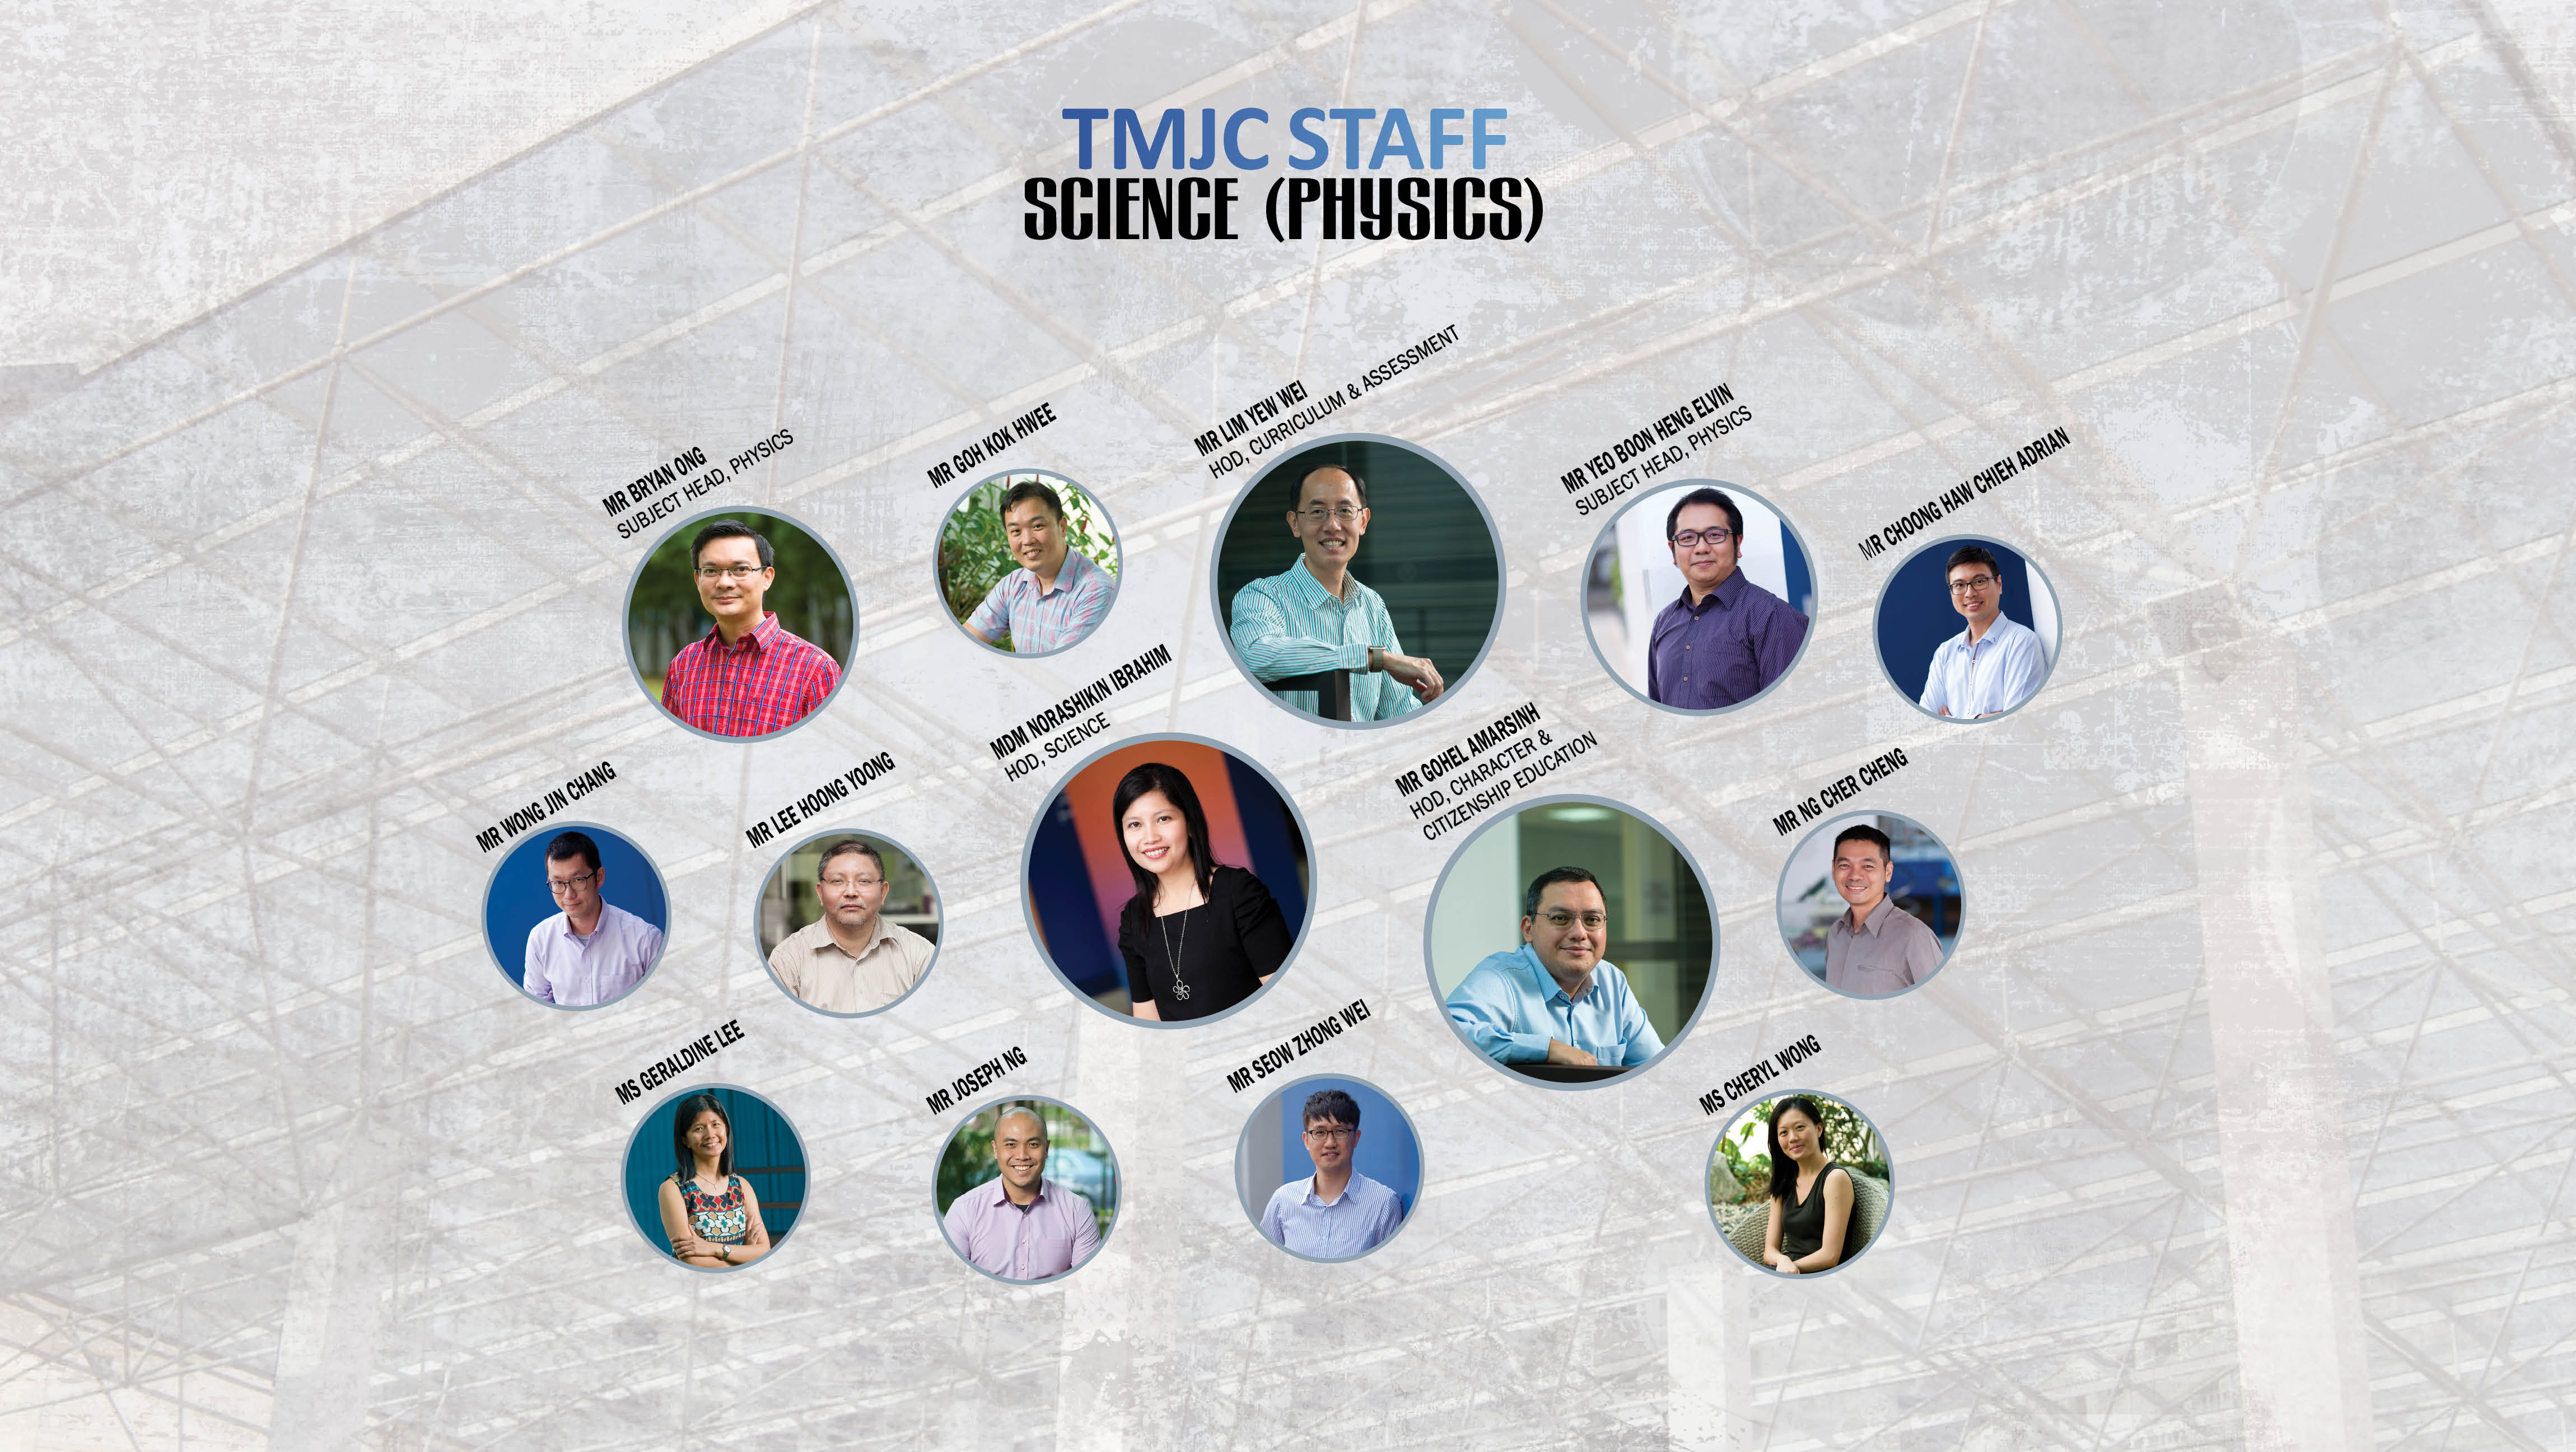 TMJC STAFF
SCIENCE (PHYSICS)
MR BRYAN ONG
SUBJECT HEAD, PHYSICS
MR GOH KOK HWEE
MR LIM YEW WEI
HOD, CURRICULUM & ASSESSMENT
MR YEO BOON HENG ELVIN
SUBJECT HEAD, PHYSICS
MR CHOONG HAW CHIEH ADRIAN
MR WONG JIN CHANG
MR LEE HOONG YOONG
MDM NORASHIKIN IBRAHIM
HOD, SCIENCE
MR GOHEL AMARSINH
HOD, CHARACTER &
CITIZENSHIP EDUCATION
MR NG CHER CHENG
MS GERALDINE LEE
MR JOSEPH NG
MR SEOW ZHONG WEI
MS CHERYL WONG